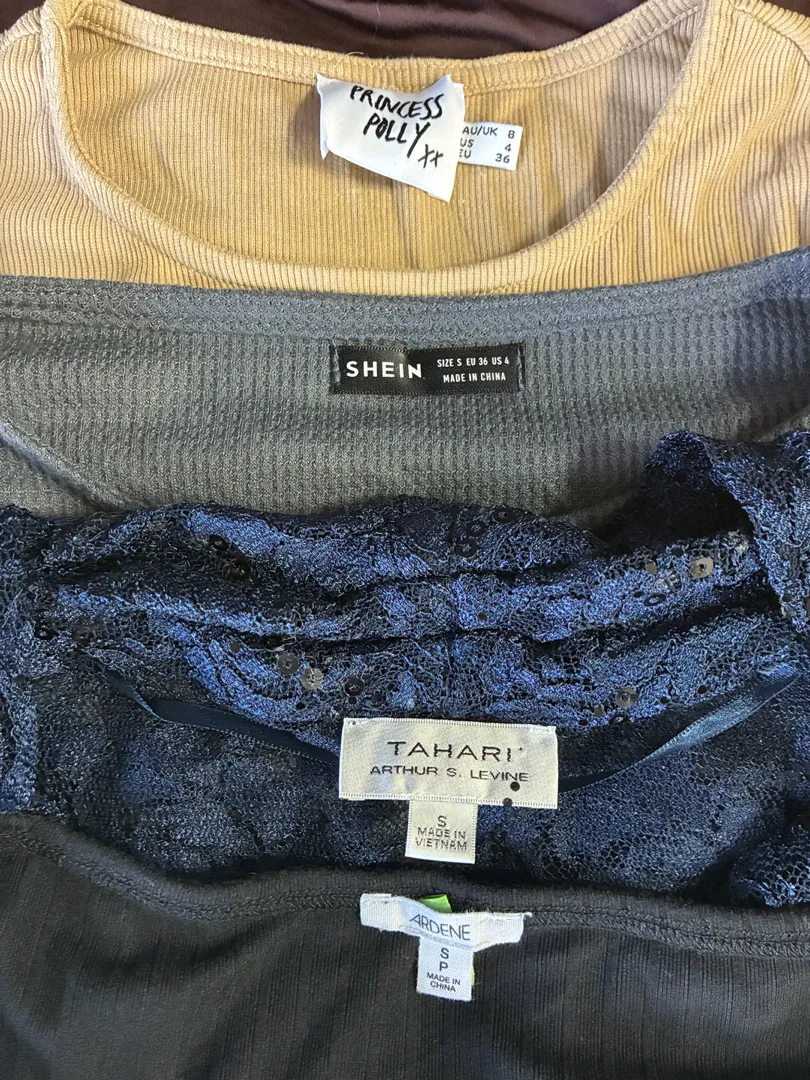 PRINCESS
POLLY
xx
AU/UK 8
US 4
EU 36
SHEIN
SIZE S EU 36 US 4
MADE IN CHINA
TAHARI
ARTHUR S. LEVINE
S
MADE IN
VIETNAM
ARDENE
S
P
MADE IN
CHINA